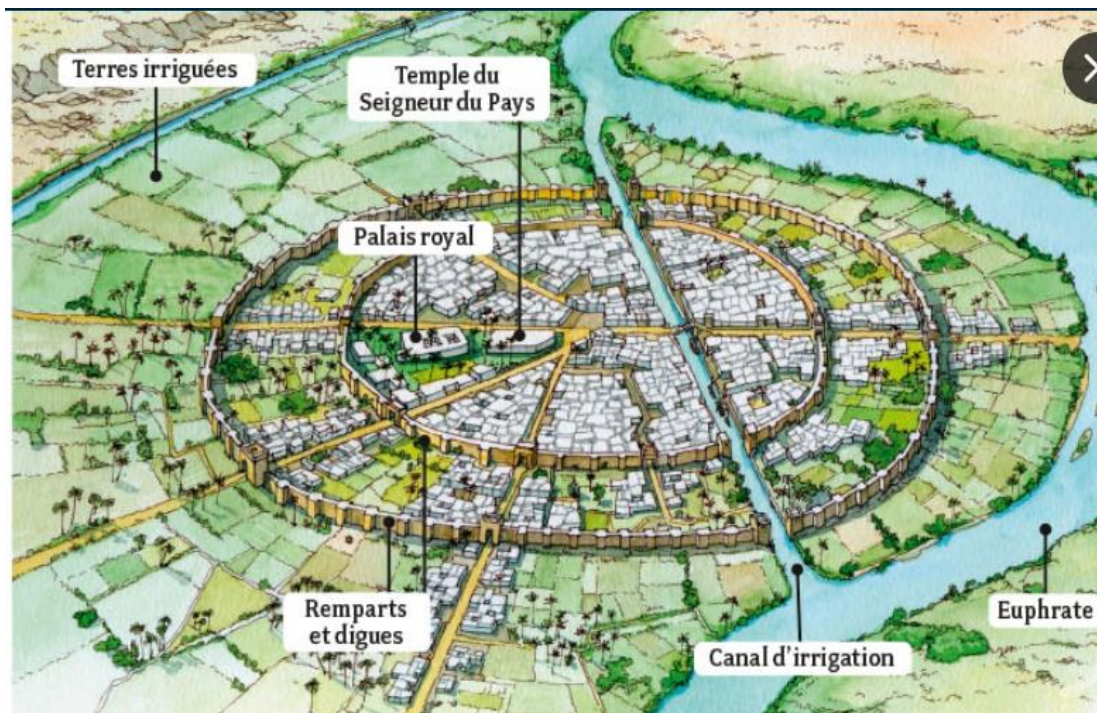 Terres irriguées
Temple du
Seigneur du Pays
Palais royal
Remparts
et digues
Canal d'irrigation
Euphrate